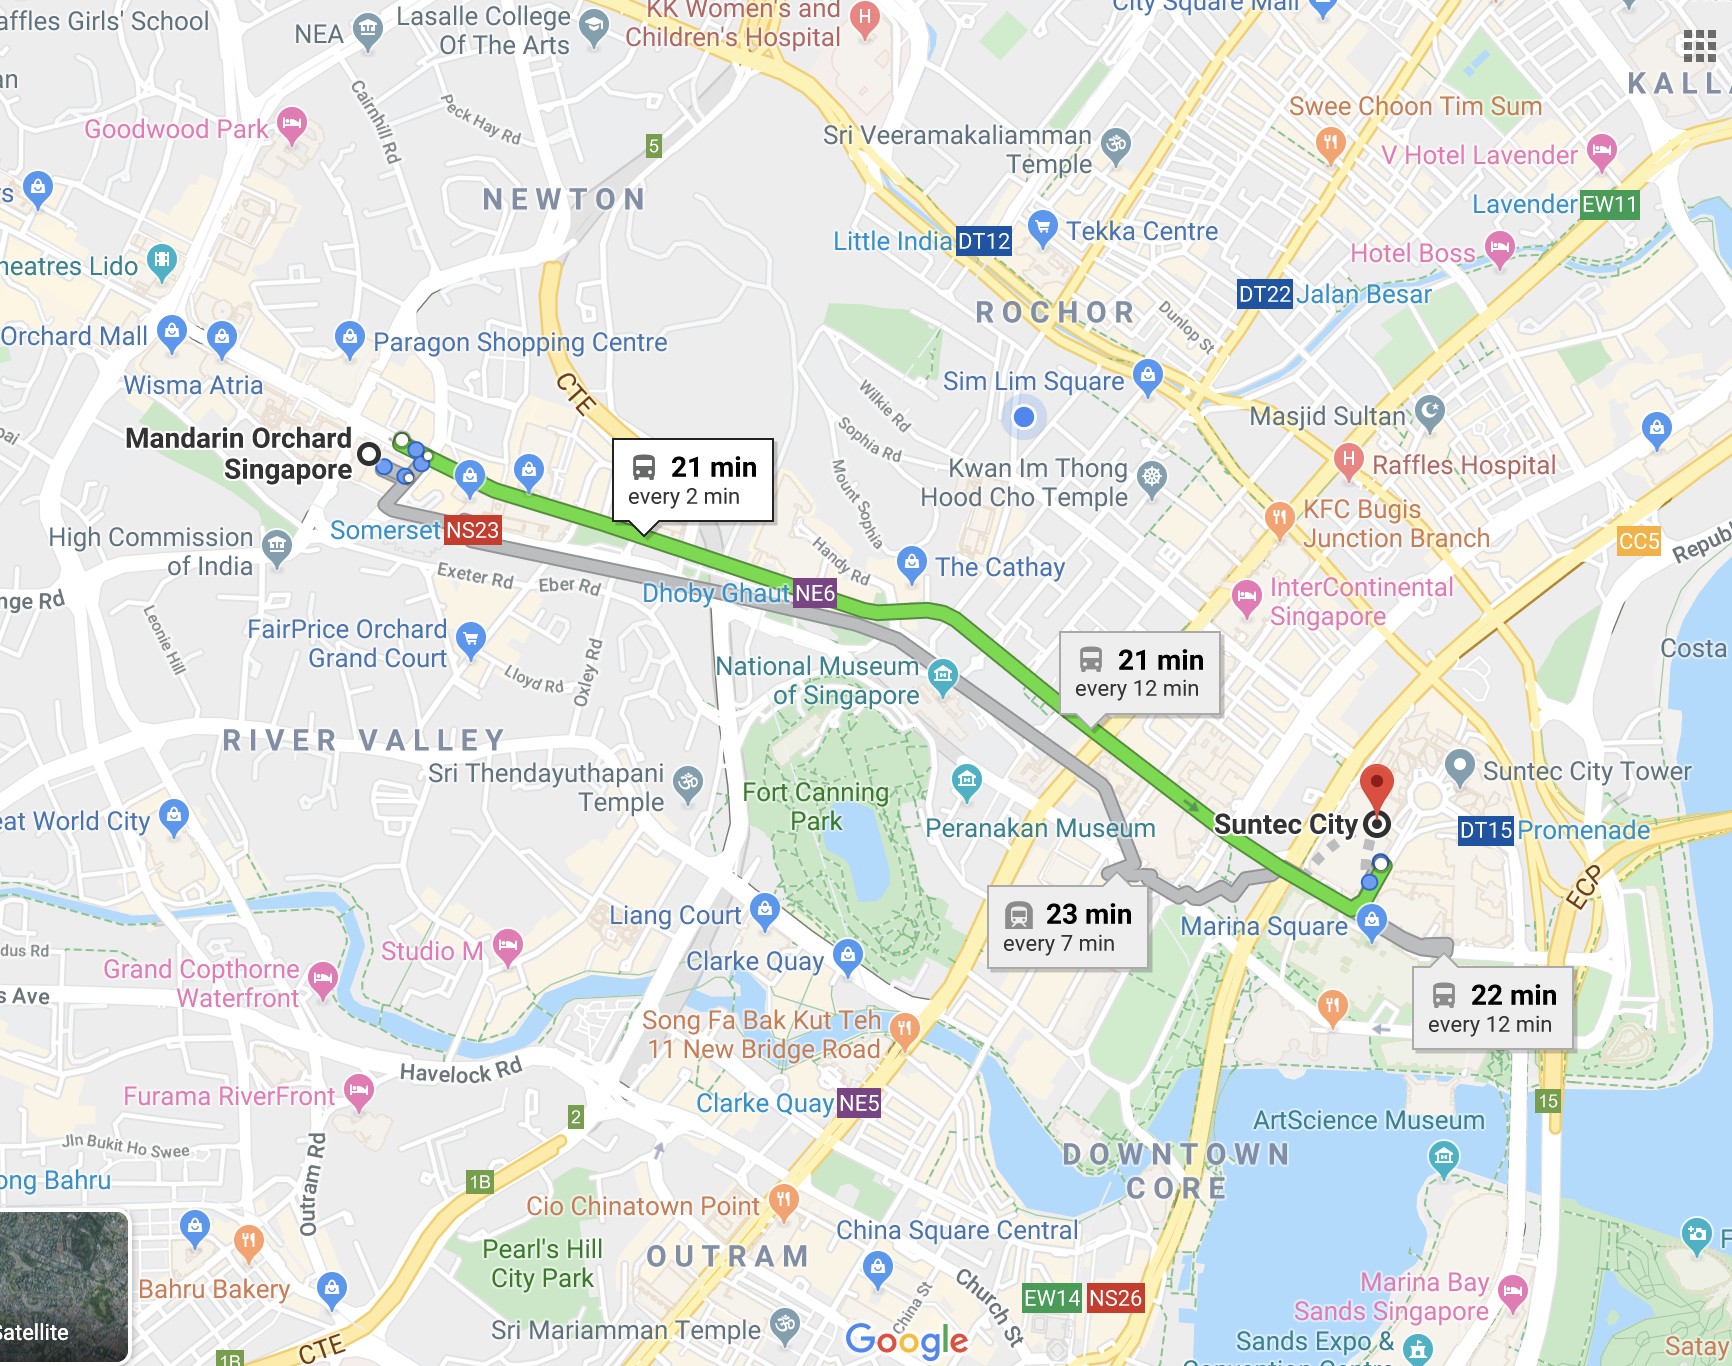 affles Girls' School
NEA
Lasalle College
Of The Arts
KK Women's and
Children's Hospital
City Square Mall
KALLA
an
Goodwood Park
Cairnhill Rd
Peck Hay Rd
5
Sri Veeramakaliamman
Temple
Swee Choon Tim Sum
V Hotel Lavender
rs
NEWTON
Lavender EW11
Little India DT12
Tekka Centre
Hotel Boss
heatres Lido
DT22 Jalan Besar
ROCHOR
Dunlop St
Orchard Mall
Paragon Shopping Centre
Wisma Atria
CTE
Sim Lim Square
Wilkie Rd
Sophia Rd
Masjid Sultan
Mandarin Orchard
Singapore
21 min
every 2 min
Mount Sophia
Kwan Im Thong
Hood Cho Temple
Raffles Hospital
KFC Bugis
Junction Branch
CC5
Republ
High Commission
of India
Somerset NS23
Handy Rd
The Cathay
Exeter Rd
Eber Rd
Dhoby Ghaut NE6
InterContinental
Singapore
nge Rd
Leonie Hill
FairPrice Orchard
Grand Court
Lloyd Rd
Oxley Rd
National Museum
of Singapore
21 min
every 12 min
Costa
RIVER VALLEY
Sri Thendayuthapani
Temple
Fort Canning
Park
Suntec City Tower
eat World City
Peranakan Museum
Suntec City
DT15 Promenade
ECP
Liang Court
23 min
every 7 min
Marina Square
dus Rd
Studio M
Clarke Quay
Grand Copthorne
Waterfront
s Ave
22 min
every 12 min
Song Fa Bak Kut Teh
11 New Bridge Road
Havelock Rd
Furama RiverFront
Clarke Quay NE5
2
15
ArtScience Museum
Jln Bukit Ho Swee
Outram Rd
DOWNTOWN
CORE
ong Bahru
1B
Cio Chinatown Point
China Square Central
Pearl's Hill
City Park
OUTRAM
F
Bahru Bakery
Church St
China St
EW14 NS26
Marina Bay
Sands Singapore
Satellite
Sri Mariamman Temple
Google
CTE
1B
Sands Expo &
Convention Centre
Satay